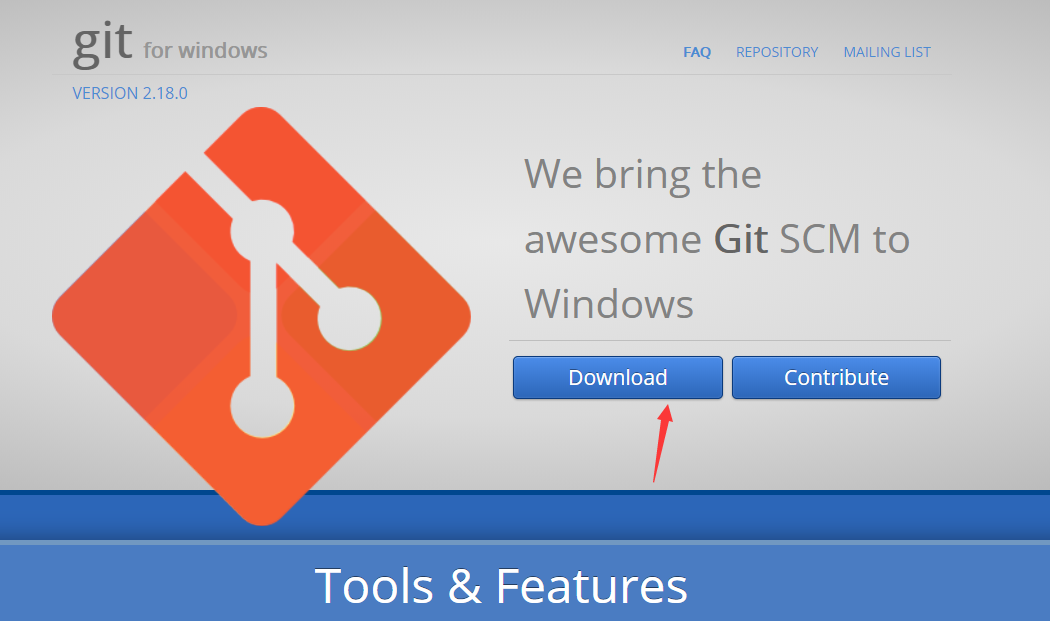 git for windows
FAQ REPOSITORY MAILING LIST
VERSION 2.18.0
We bring the
awesome Git SCM to
Windows
Download Contribute
Tools & Features